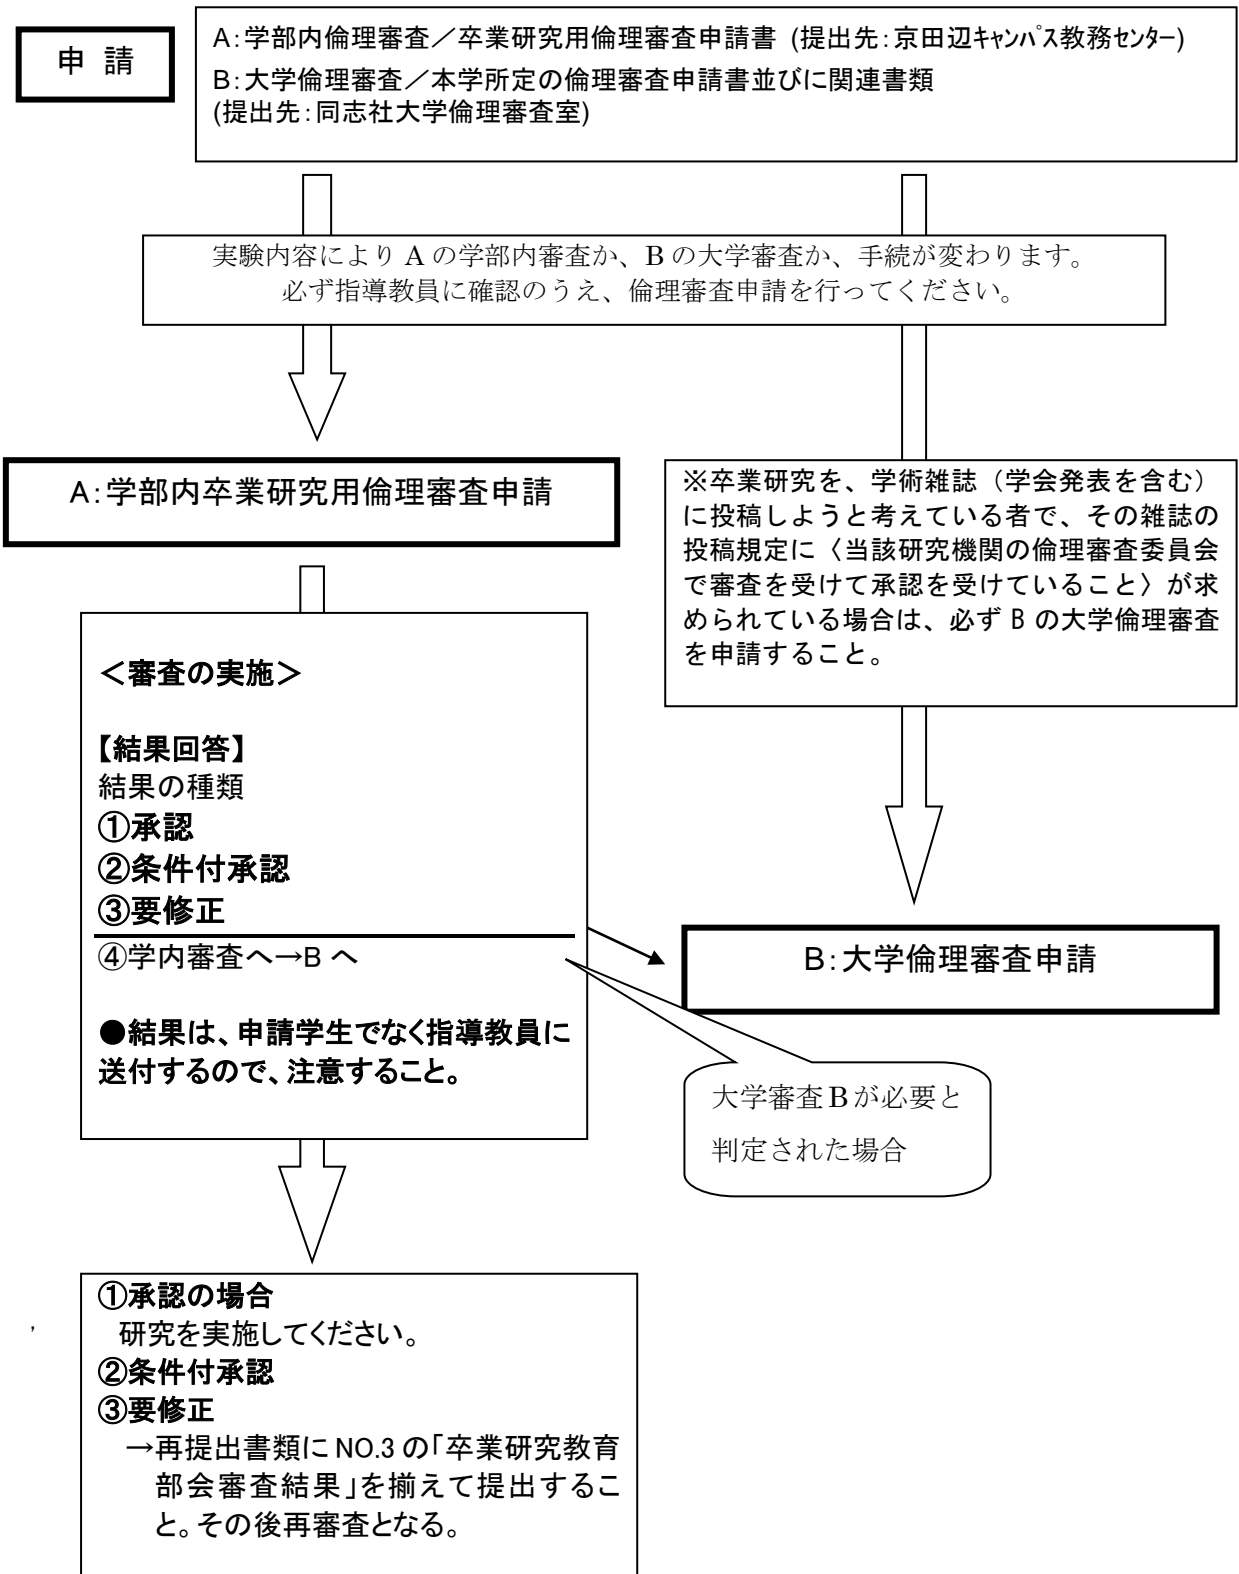 申 請
A:学部内倫理審査／卒業研究用倫理審査申請書 (提出先:京田辺ｷｬﾝﾊﾟｽ教務ｾﾝﾀｰ)
B:大学倫理審査／本学所定の倫理審査申請書並びに関連書類
(提出先:同志社大学倫理審査室)
実験内容により A の学部内審査か、B の大学審査か、手続が変わります。
必ず指導教員に確認のうえ、倫理審査申請を行ってください。
A:学部内卒業研究用倫理審査申請
※卒業研究を、学術雑誌（学会発表を含む）
に投稿しようと考えている者で、その雑誌の
投稿規定に〈当該研究機関の倫理審査委員会
で審査を受けて承認を受けていること〉が求
められている場合は、必ず B の大学倫理審査
を申請すること。
＜審査の実施＞
【結果回答】
結果の種類
①承認
②条件付承認
③要修正
④学内審査へ→B へ
●結果は、申請学生でなく指導教員に
送付するので、注意すること。
B:大学倫理審査申請
大学審査 B が必要と
判定された場合
①承認の場合
研究を実施してください。
②条件付承認
③要修正
→再提出書類に NO.3 の「卒業研究教育
部会審査結果」を揃えて提出するこ
と。その後再審査となる。
,